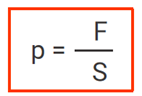 p = F / S